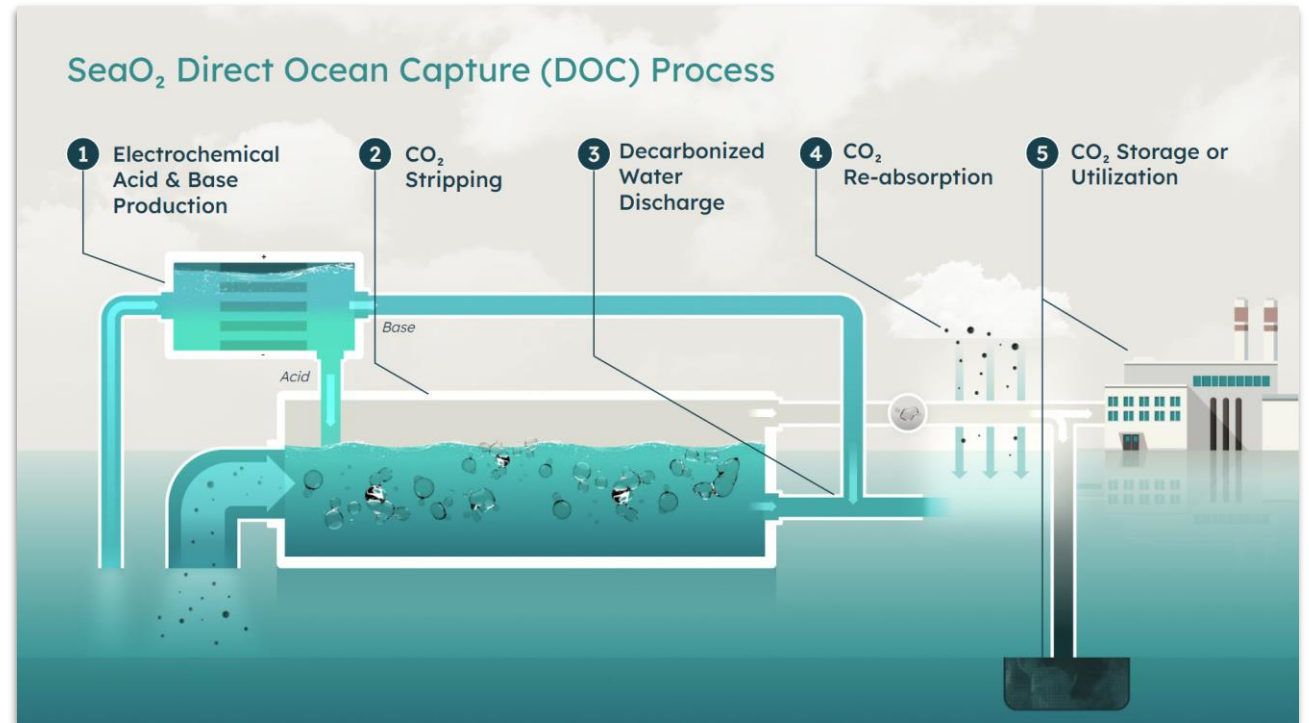 SeaO₂ Direct Ocean Capture (DOC) Process
1 Electrochemical
Acid & Base
Production
2 CO₂
Stripping
3 Decarbonized
Water
Discharge
4 CO₂
Re-absorption
5 CO₂ Storage or
Utilization
+
-
Base
Acid